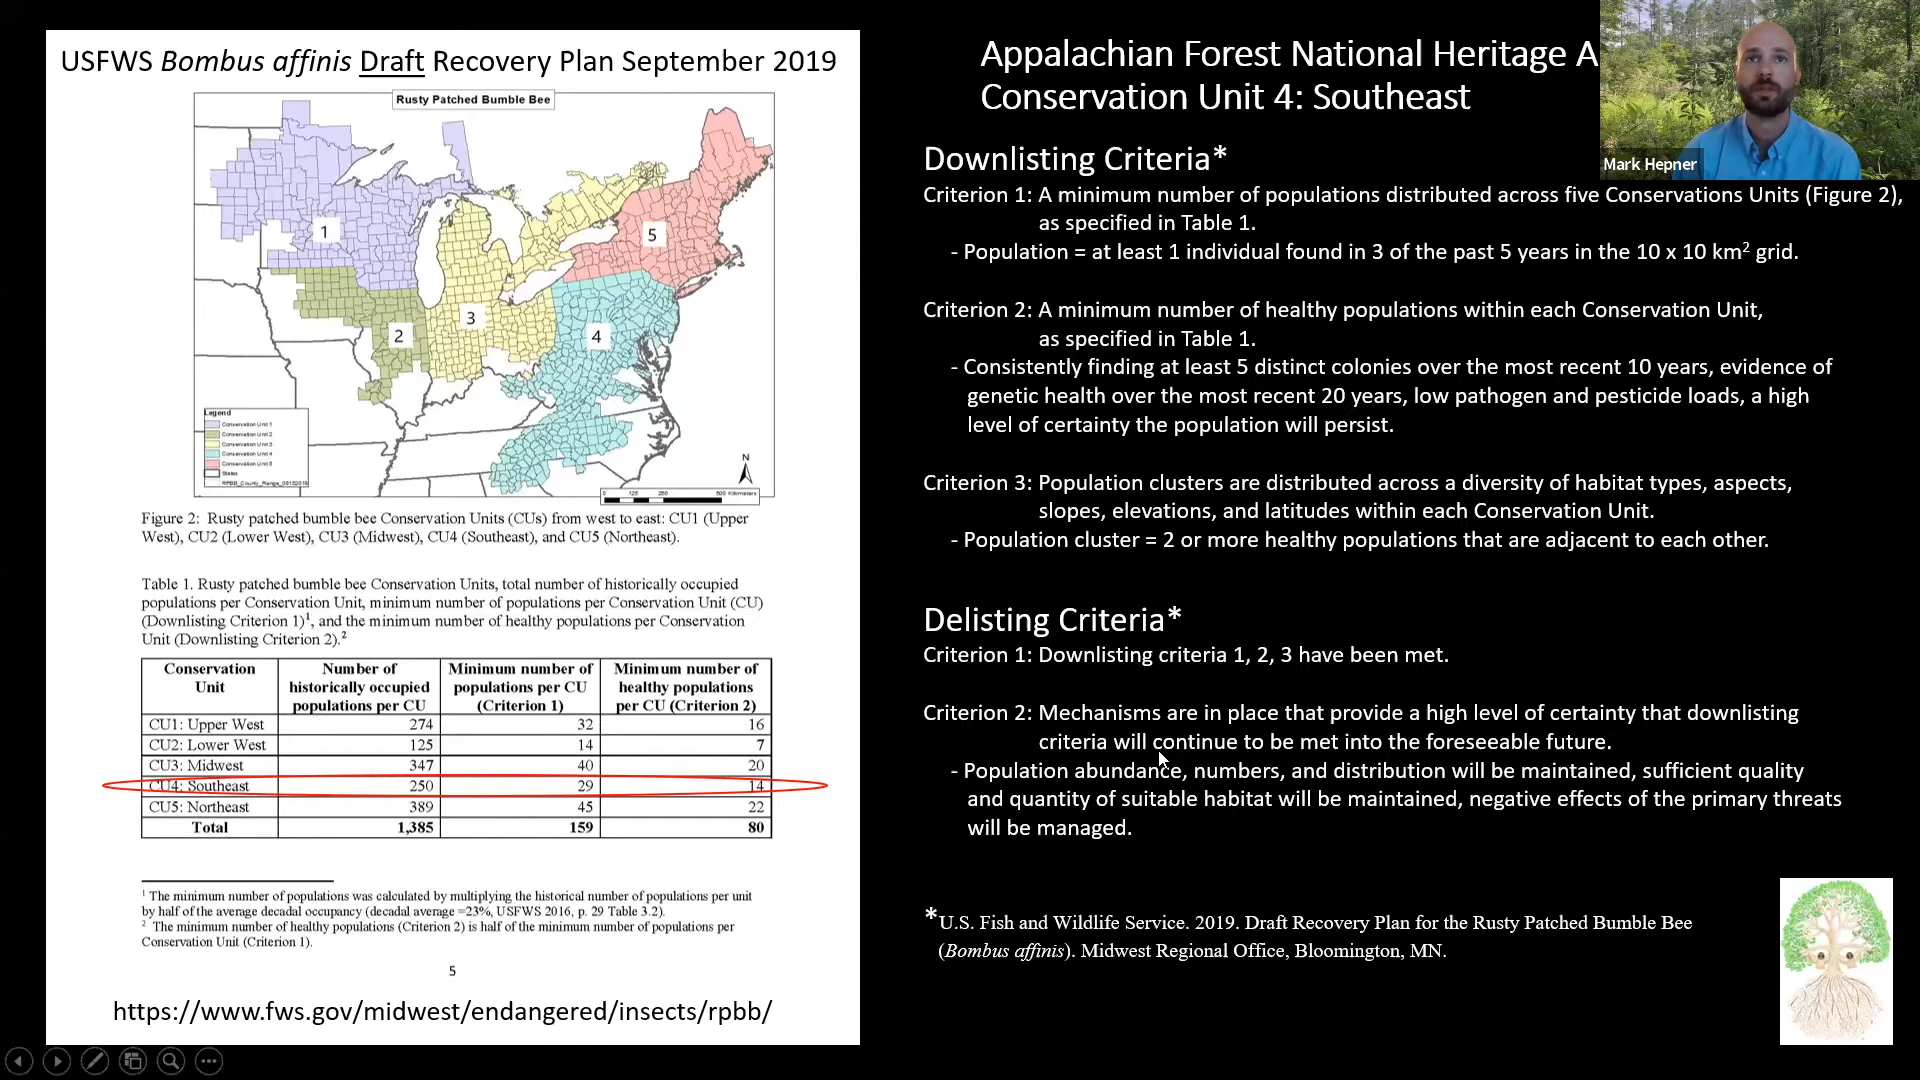 USFWS Bombus affinis Draft Recovery Plan September 2019
Rusty Patched Bumble Bee
1
2
3
4
5
Legend
Conservation Unit 1
Conservation Unit 2
Conservation Unit 3
Conservation Unit 4
Conservation Unit 5
States
N
Figure 2: Rusty patched bumble bee Conservation Units (CUs) from west to east: CU1 (Upper
West), CU2 (Lower West), CU3 (Midwest), CU4 (Southeast), and CU5 (Northeast).
Table 1. Rusty patched bumble bee Conservation Units, total number of historically occupied
populations per Conservation Unit, minimum number of populations per Conservation Unit (CU)
(Downlisting Criterion 1)1, and the minimum number of healthy populations per Conservation
Unit (Downlisting Criterion 2).2
Conservation Unit Number of historically occupied populations per CU Minimum number of populations per CU (Criterion 1) Minimum number of healthy populations per CU (Criterion 2)
CU1: Upper West 274 32 16
CU2: Lower West 125 14 7
CU3: Midwest 347 40 20
CU4: Southeast 250 29 14
CU5: Northeast 389 45 22
Total 1,385 159 80
1 The minimum number of populations was calculated by multiplying the historical number of populations per unit
by half of the average decadal occupancy (decadal average =23%, USFWS 2016, p. 29 Table 3.2).
2 The minimum number of healthy populations (Criterion 2) is half of the minimum number of populations per
Conservation Unit (Criterion 1).
5
https://www.fws.gov/midwest/endangered/insects/rpbb/
Appalachian Forest National Heritage A
Conservation Unit 4: Southeast
Mark Hepner
Downlisting Criteria*
Criterion 1: A minimum number of populations distributed across five Conservations Units (Figure 2),
as specified in Table 1.
- Population = at least 1 individual found in 3 of the past 5 years in the 10 x 10 km2 grid.
Criterion 2: A minimum number of healthy populations within each Conservation Unit,
as specified in Table 1.
- Consistently finding at least 5 distinct colonies over the most recent 10 years, evidence of
genetic health over the most recent 20 years, low pathogen and pesticide loads, a high
level of certainty the population will persist.
Criterion 3: Population clusters are distributed across a diversity of habitat types, aspects,
slopes, elevations, and latitudes within each Conservation Unit.
- Population cluster = 2 or more healthy populations that are adjacent to each other.
Delisting Criteria*
Criterion 1: Downlisting criteria 1, 2, 3 have been met.
Criterion 2: Mechanisms are in place that provide a high level of certainty that downlisting
criteria will continue to be met into the foreseeable future.
- Population abundance, numbers, and distribution will be maintained, sufficient quality
and quantity of suitable habitat will be maintained, negative effects of the primary threats
will be managed.
*U.S. Fish and Wildlife Service. 2019. Draft Recovery Plan for the Rusty Patched Bumble Bee
(Bombus affinis). Midwest Regional Office, Bloomington, MN.